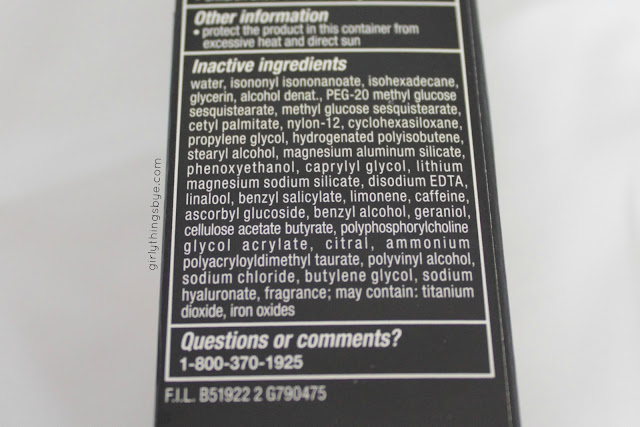 Other information
• protect the product in this container from
excessive heat and direct sun
Inactive ingredients
water, isononyl isononanoate, isohexadecane,
glycerin, alcohol denat., PEG-20 methyl glucose
sesquistearate, methyl glucose sesquistearate,
cetyl palmitate, nylon-12, cyclohexasiloxane,
propylene glycol, hydrogenated polyisobutene,
stearyl alcohol, magnesium aluminum silicate,
phenoxyethanol, caprylyl glycol, lithium
magnesium sodium silicate, disodium EDTA,
linalool, benzyl salicylate, limonene, caffeine,
ascorbyl glucoside, benzyl alcohol, geraniol,
cellulose acetate butyrate, polyphosphorylcholine
glycol acrylate, citral, ammonium
polyacryloyldimethyl taurate, polyvinyl alcohol,
sodium chloride, butylene glycol, sodium
hyaluronate, fragrance; may contain: titanium
dioxide, iron oxides
Questions or comments?
1-800-370-1925
F.I.L. B51922 2 G790475
girlythingsbye.com